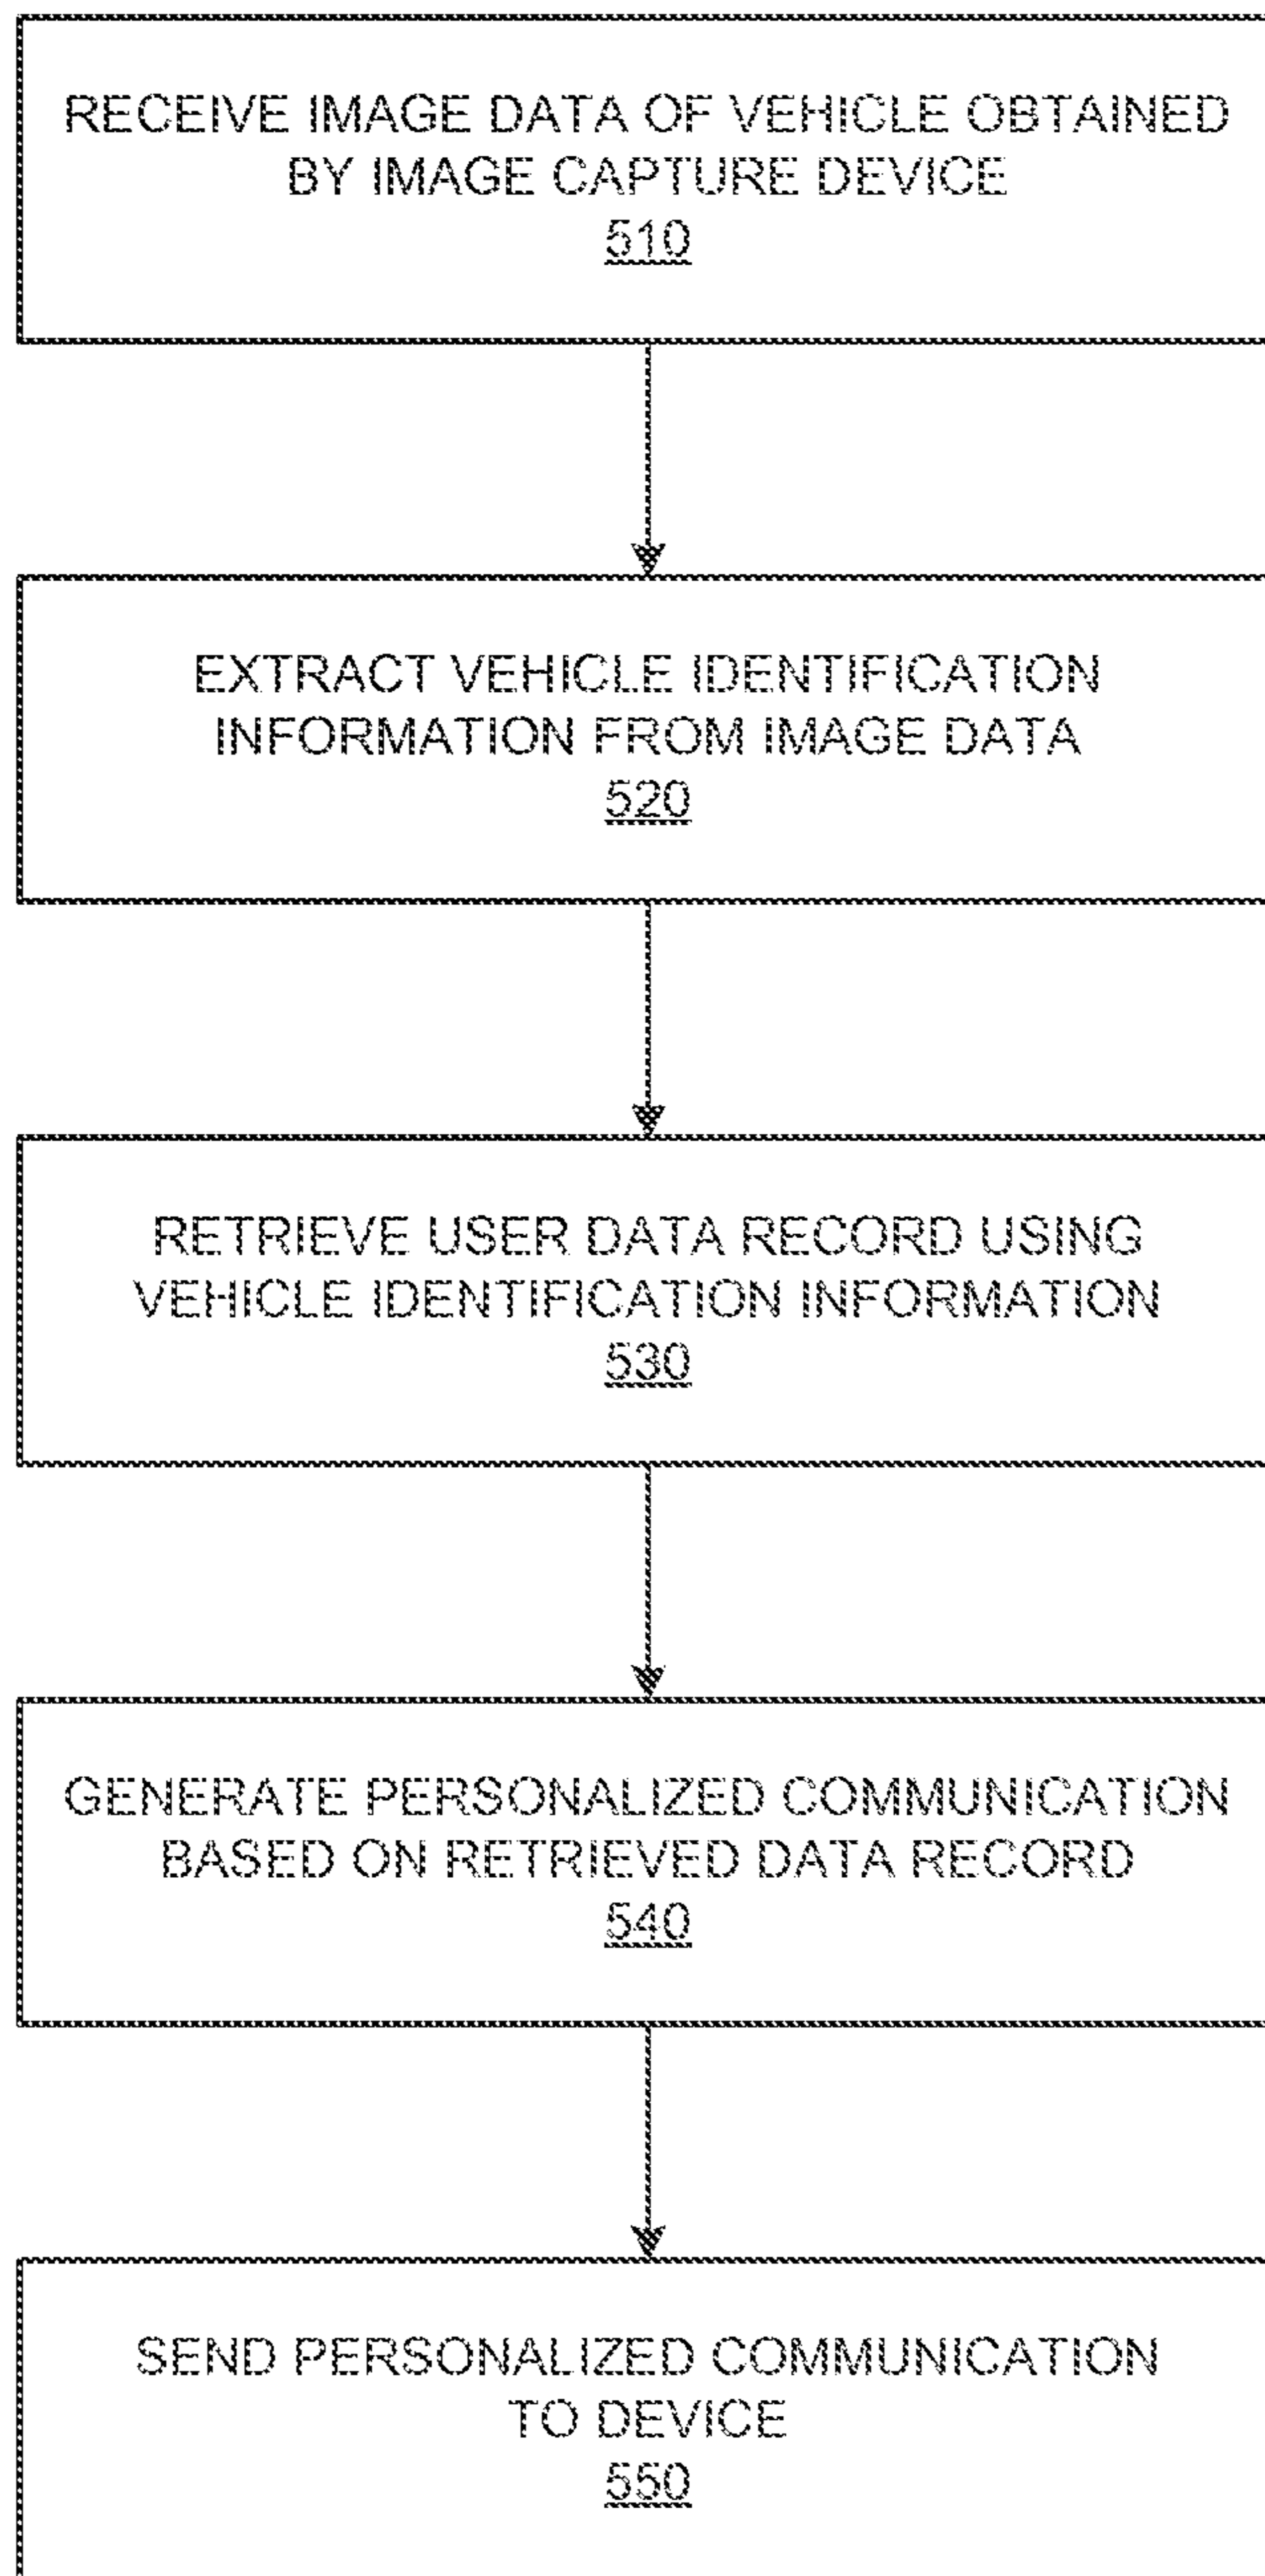 RECEIVE IMAGE DATA OF VEHICLE OBTAINED
BY IMAGE CAPTURE DEVICE
510
EXTRACT VEHICLE IDENTIFICATION
INFORMATION FROM IMAGE DATA
520
RETRIEVE USER DATA RECORD USING
VEHICLE IDENTIFICATION INFORMATION
530
GENERATE PERSONALIZED COMMUNICATION
BASED ON RETRIEVED DATA RECORD
540
SEND PERSONALIZED COMMUNICATION
TO DEVICE
550